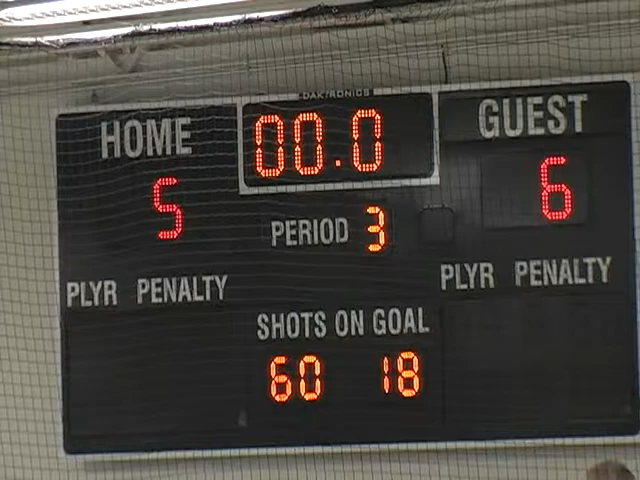 DAKTRONICS
HOME 00.0 GUEST
5 6
PERIOD 3
PLYR PENALTY PLYR PENALTY
SHOTS ON GOAL
60 18